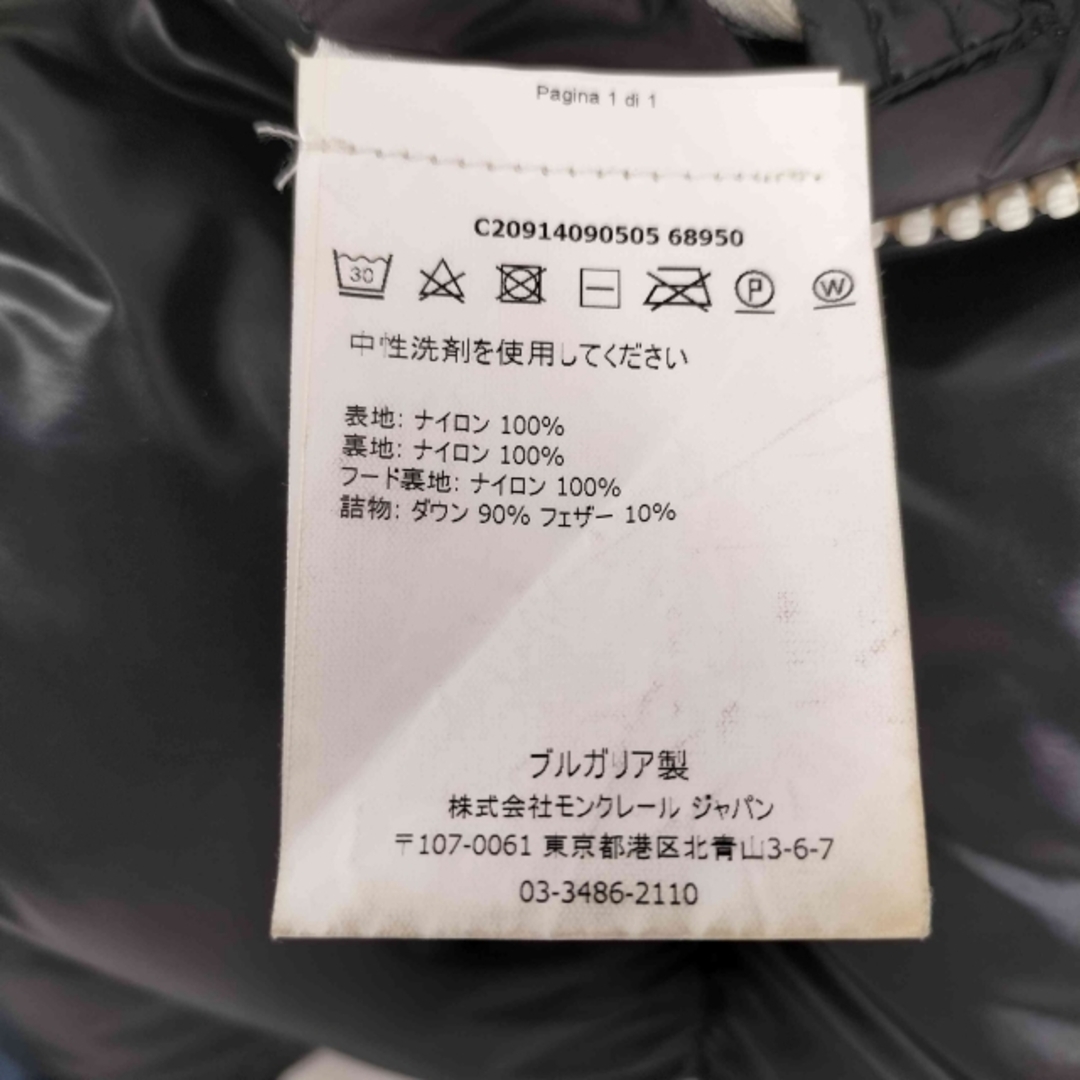 Pagina 1 di 1
C20914090505 68950
30 P W
中性洗剤を使用してください
表地: ナイロン 100%
裏地: ナイロン 100%
フード裏地: ナイロン 100%
詰物: ダウン 90% フェザー 10%
ブルガリア製
株式会社モンクレール ジャパン
〒107-0061 東京都港区北青山3-6-7
03-3486-2110